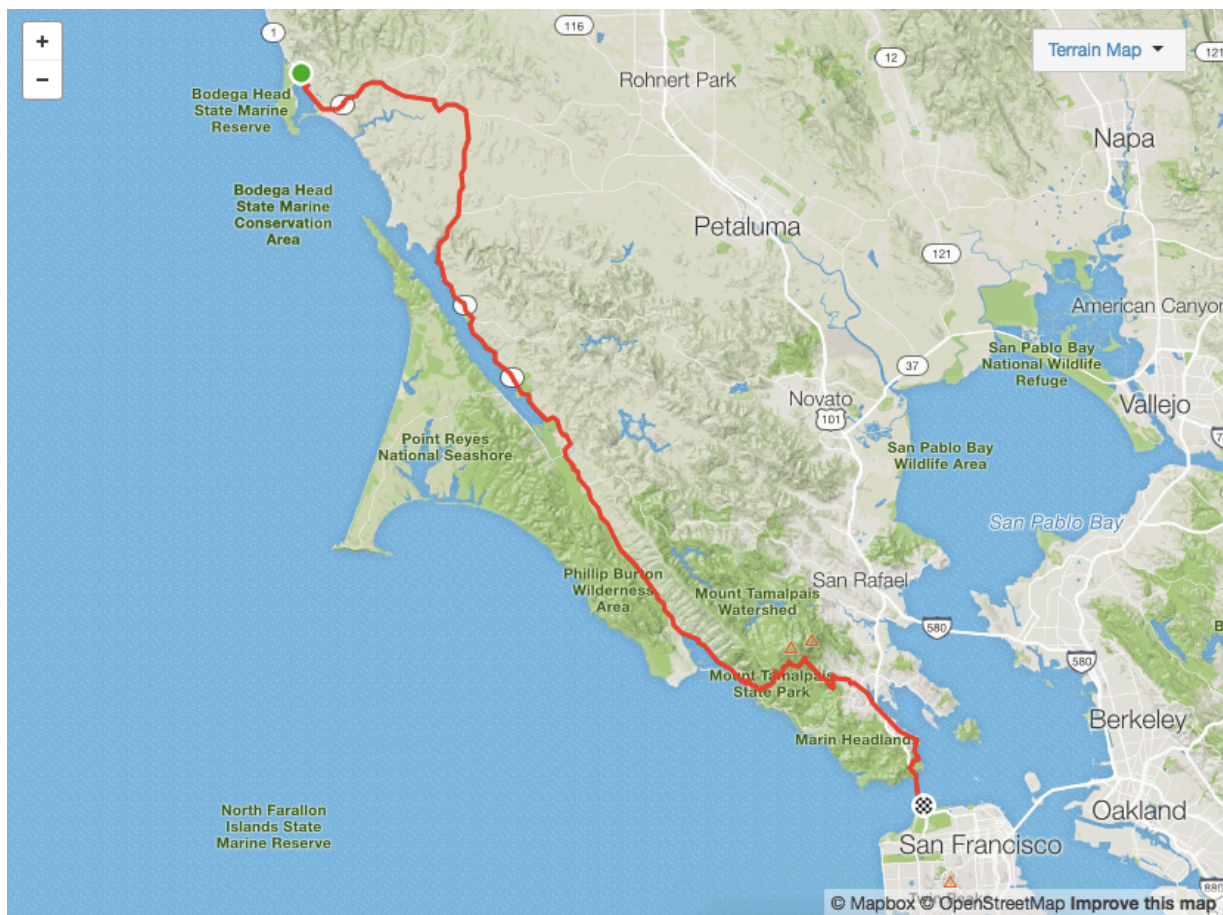 +
−
1
116
12
121
Terrain Map
Rohnert Park
Bodega Head
State Marine
Reserve
Napa
Bodega Head
State Marine
Conservation
Area
Petaluma
121
American Canyon
San Pablo Bay
National Wildlife
Refuge
37
Novato
101
Vallejo
Point Reyes
National Seashore
San Pablo Bay
Wildlife Area
San Pablo Bay
Phillip Burton
Wilderness
Area
Mount Tamalpais
Watershed
San Rafael
580
580
Mount Tamalpais
State Park
Berkeley
Marin Headlands
North Farallon
Islands State
Marine Reserve
Oakland
San Francisco
880
Twin Peaks
© Mapbox © OpenStreetMap Improve this map